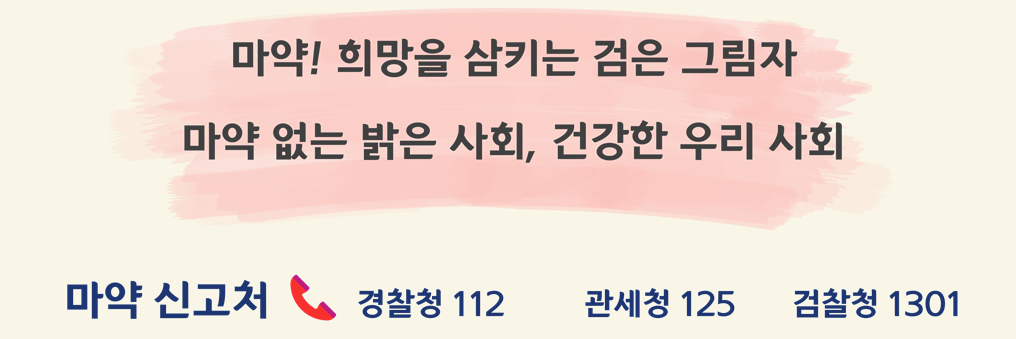 마약! 희망을 삼키는 검은 그림자
마약 없는 밝은 사회, 건강한 우리 사회
마약 신고처 경찰청 112 관세청 125 검찰청 1301